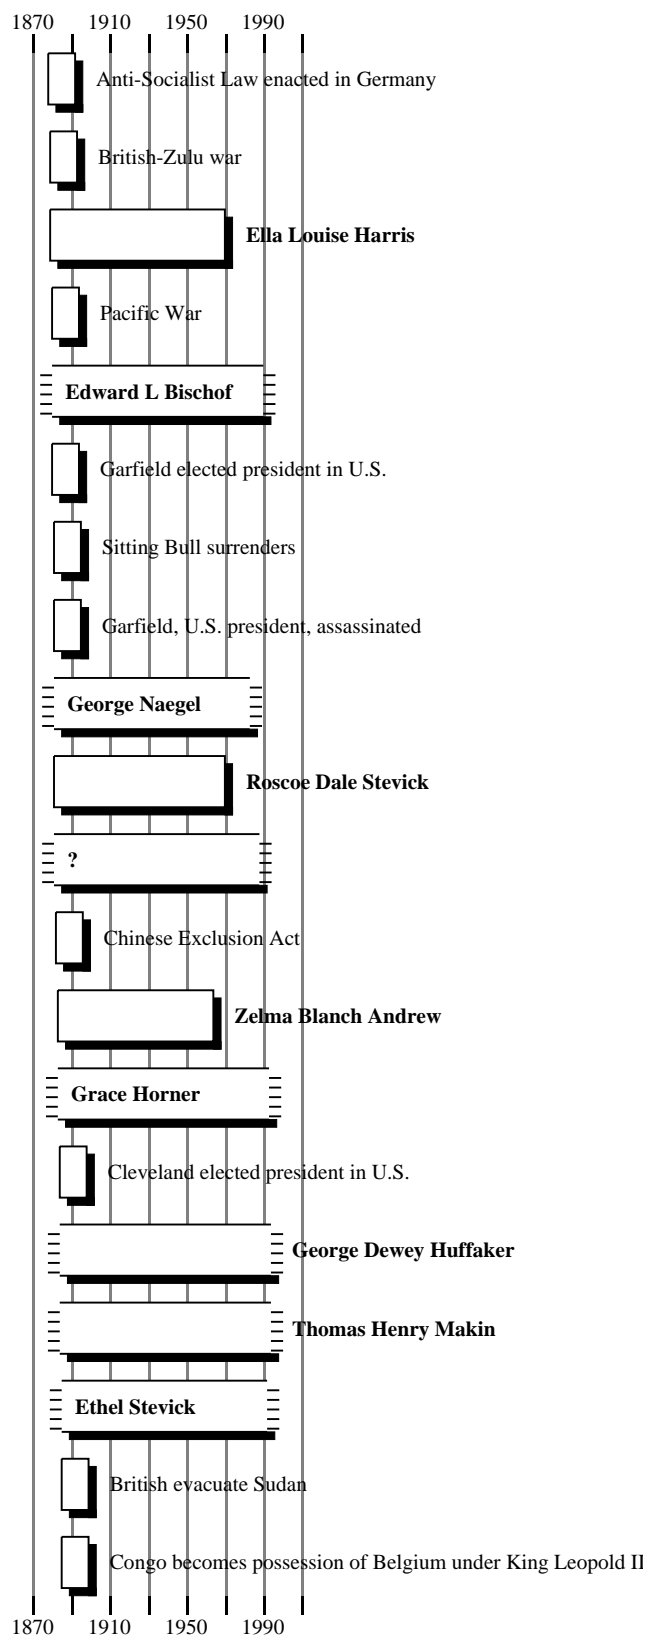 1870 1910 1950 1990
Anti-Socialist Law enacted in Germany
British-Zulu war
Ella Louise Harris
Pacific War
Edward L Bischof
Garfield elected president in U.S.
Sitting Bull surrenders
Garfield, U.S. president, assassinated
George Naegel
Roscoe Dale Stevick
?
Chinese Exclusion Act
Zelma Blanch Andrew
Grace Horner
Cleveland elected president in U.S.
George Dewey Huffaker
Thomas Henry Makin
Ethel Stevick
British evacuate Sudan
Congo becomes possession of Belgium under King Leopold II
1870 1910 1950 1990